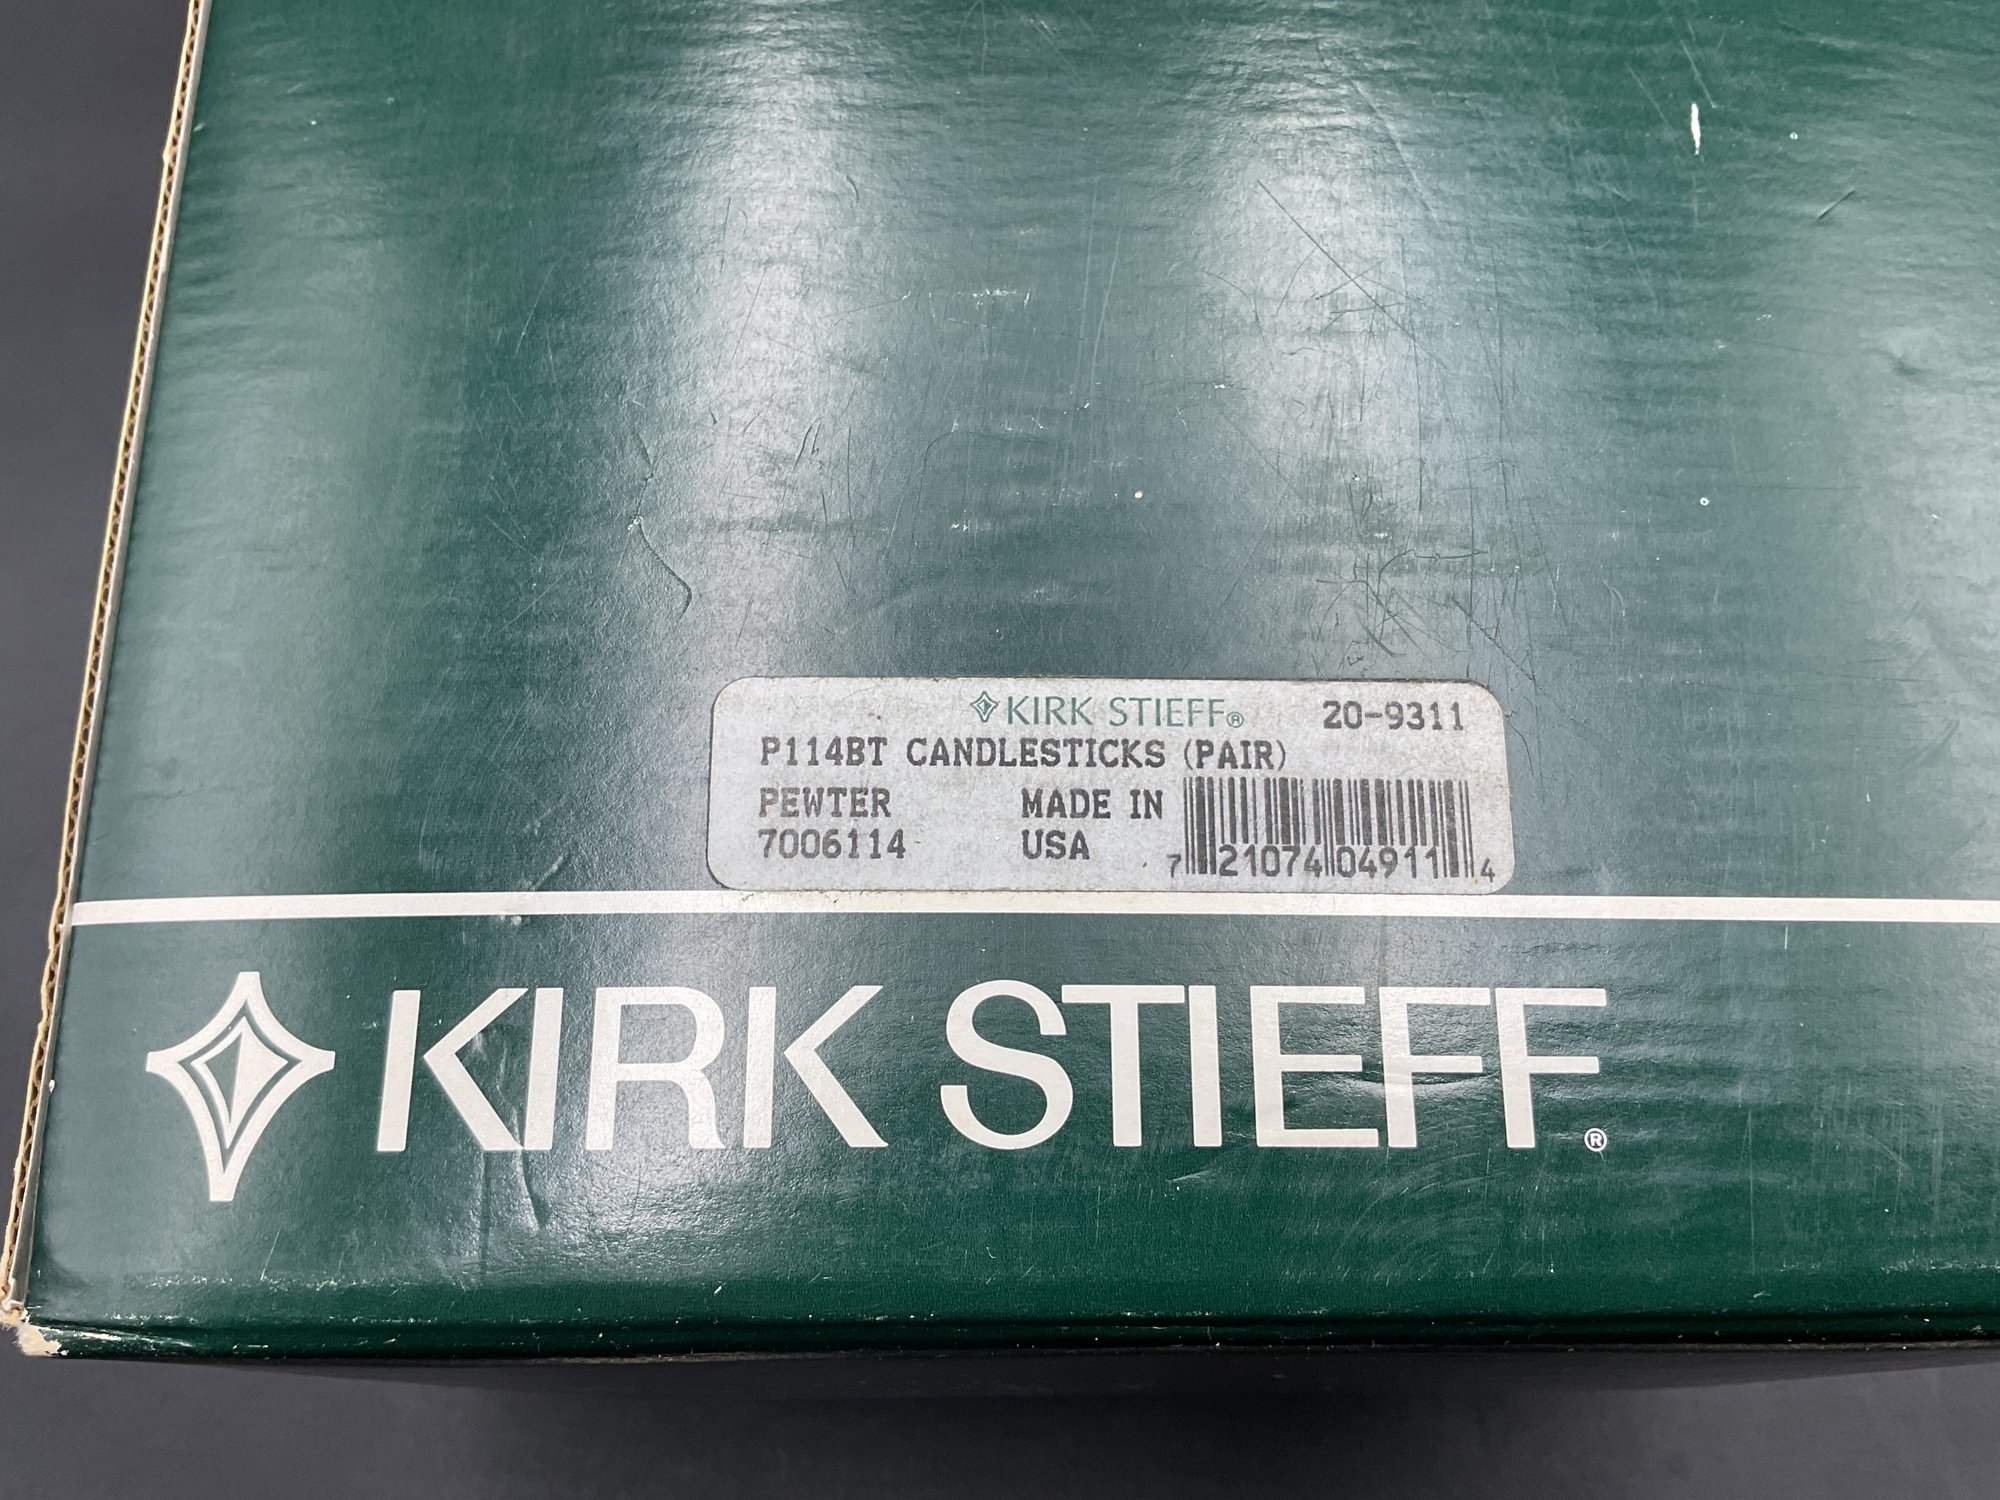 KIRK STIEFF® 20-9311
P114BT CANDLESTICKS (PAIR)
PEWTER MADE IN
7006114 USA
7 21074 04911 4
KIRK STIEFF®